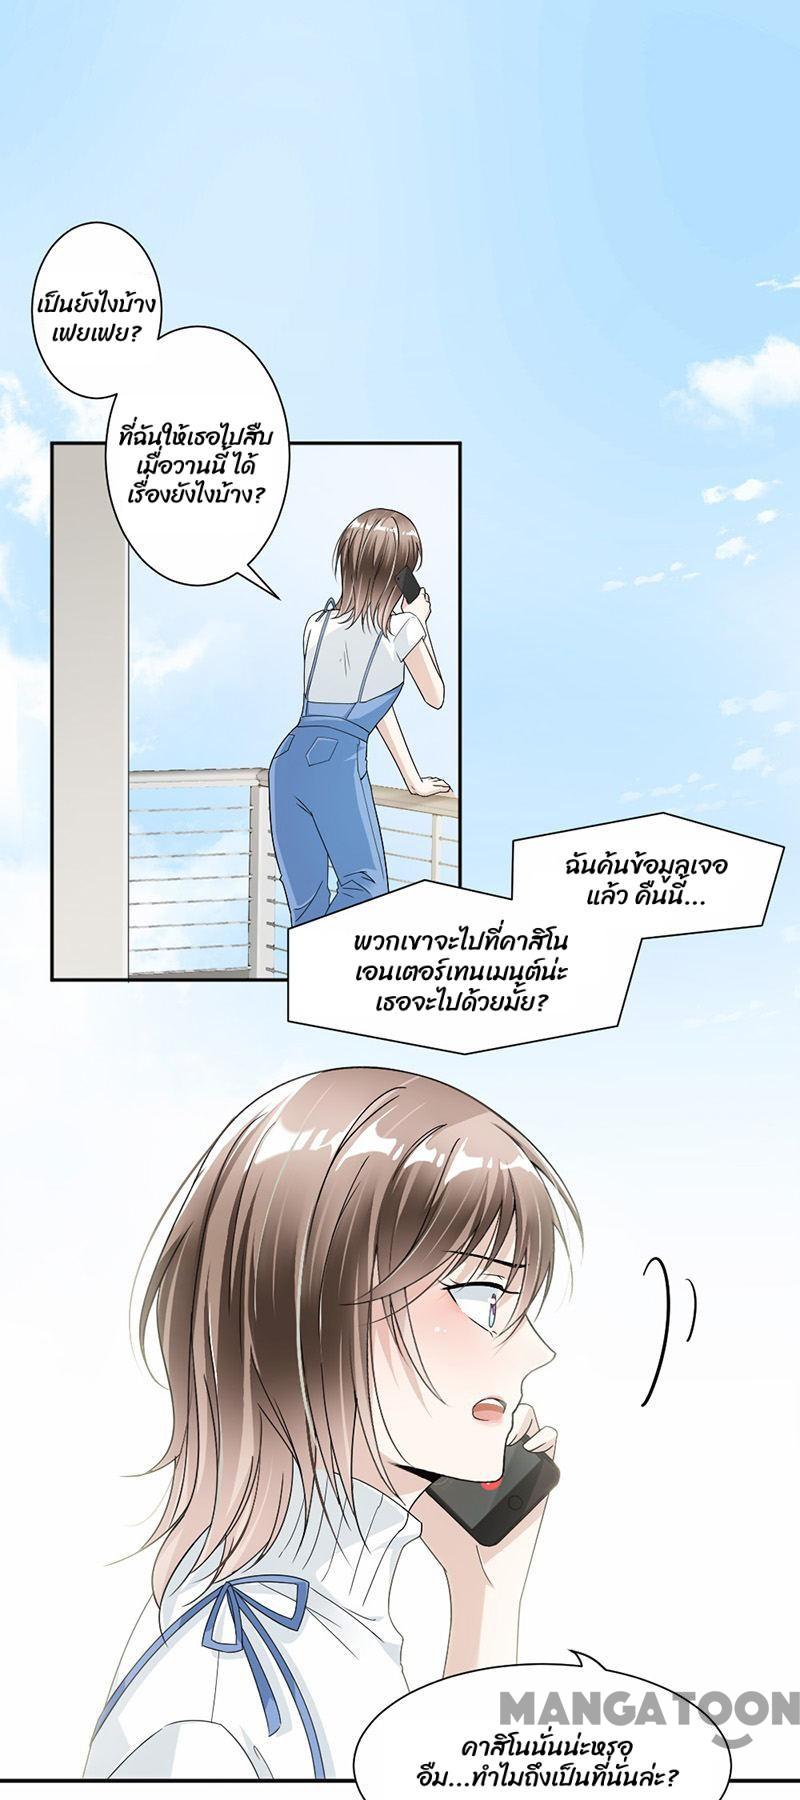 เป็นยังไงบ้าง
เฟยเฟย?
ที่ฉันให้เธอไปสืบ
เมื่อวานนี้ ได้
เรื่องยังไงบ้าง?
ฉันค้นข้อมูลเจอ
แล้ว คืนนี้...
พวกเขาจะไปที่คาสิโน
เอนเตอร์เทนเมนต์น่ะ
เธอจะไปด้วยมั้ย?
MANGATOON
คาสิโนนั่นน่ะหรอ
อืม...ทำไมถึงเป็นที่นั่นล่ะ?